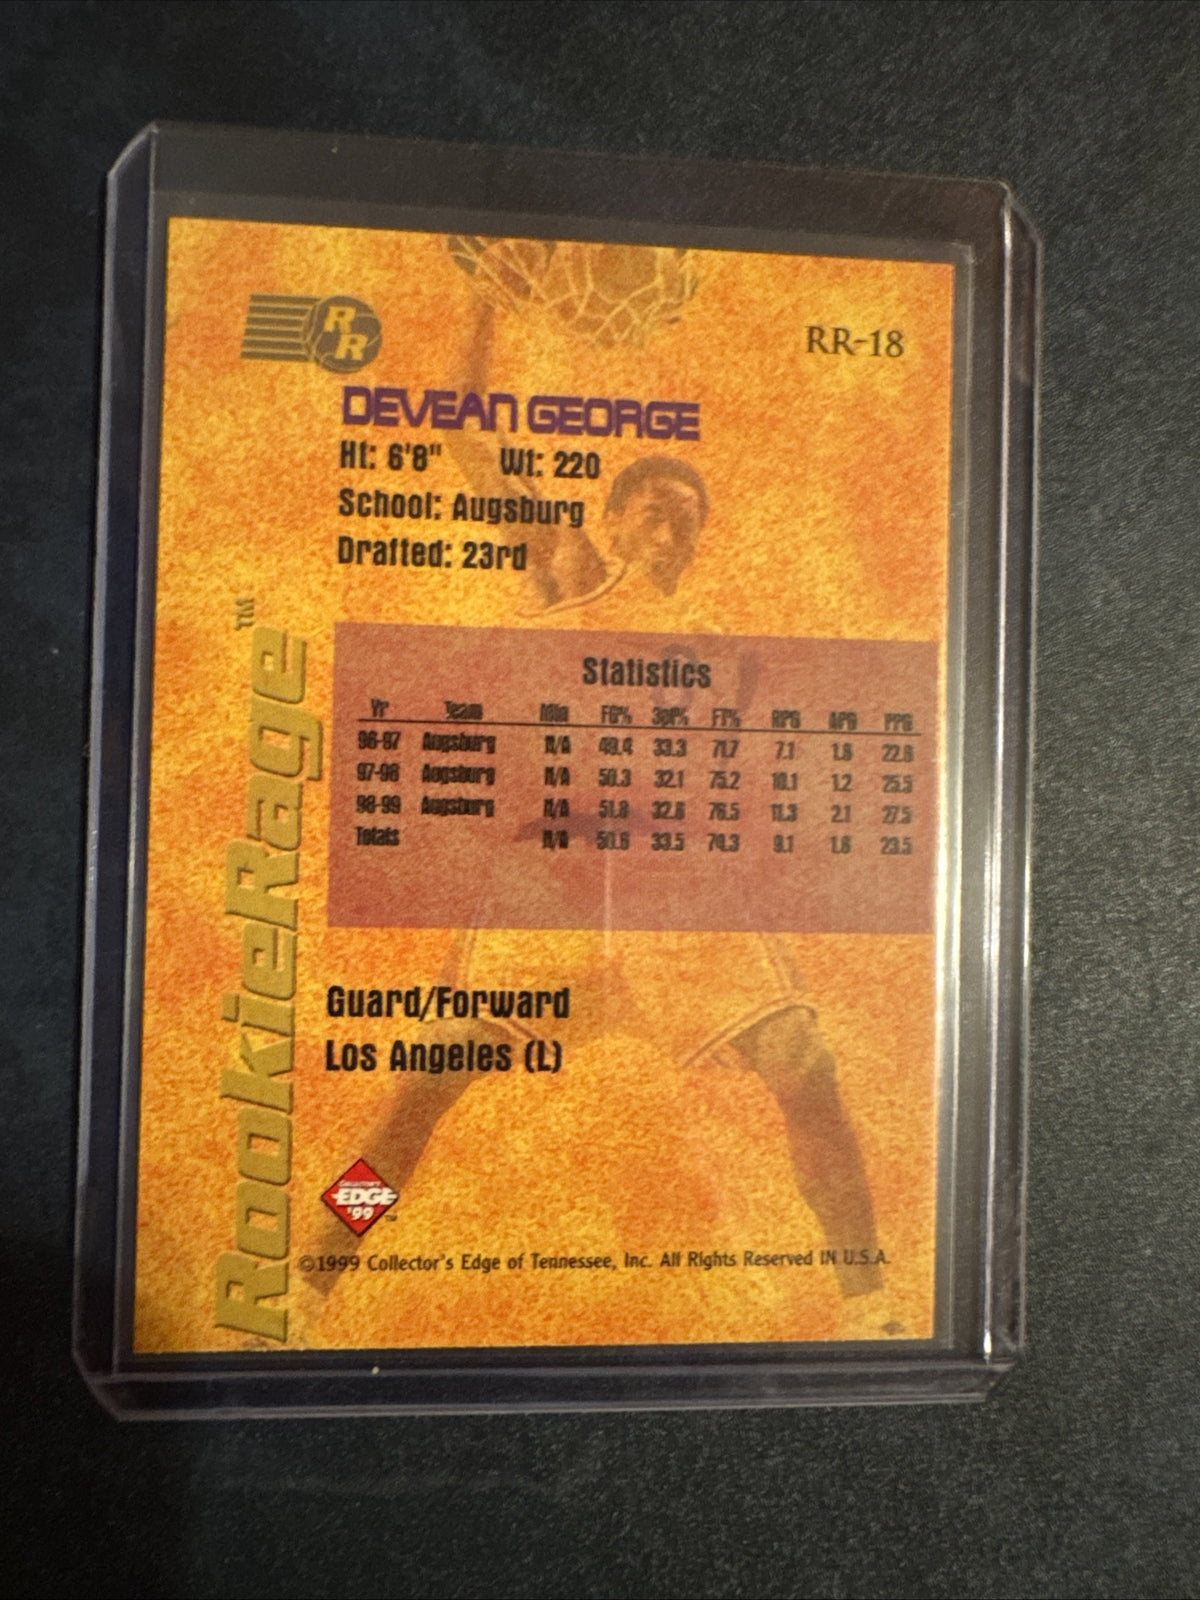 RR
RR-18
DEVEAN GEORGE
Ht: 6'8" Wt: 220
School: Augsburg
Drafted: 23rd
RookieRage™
Statistics
Yr Team Min FG% 3pt% FT% RPG APG PPG
96-97 Augsburg N/A 49.4 33.3 71.7 7.1 1.6
97-98 Augsburg N/A 50.3 32.1 75.2 10.1 1.2 25.5
98-99 Augsburg N/A 51.8 32.6 76.5 11.3 2.1 27.5
Totals N/A 50.6 33.5 74.3 9.1 1.6 23.5
Guard/Forward
Los Angeles (L)
COLLECTOR'S
EDGE
'99™
©1999 Collector's Edge of Tennessee, Inc. All Rights Reserved IN U.S.A.